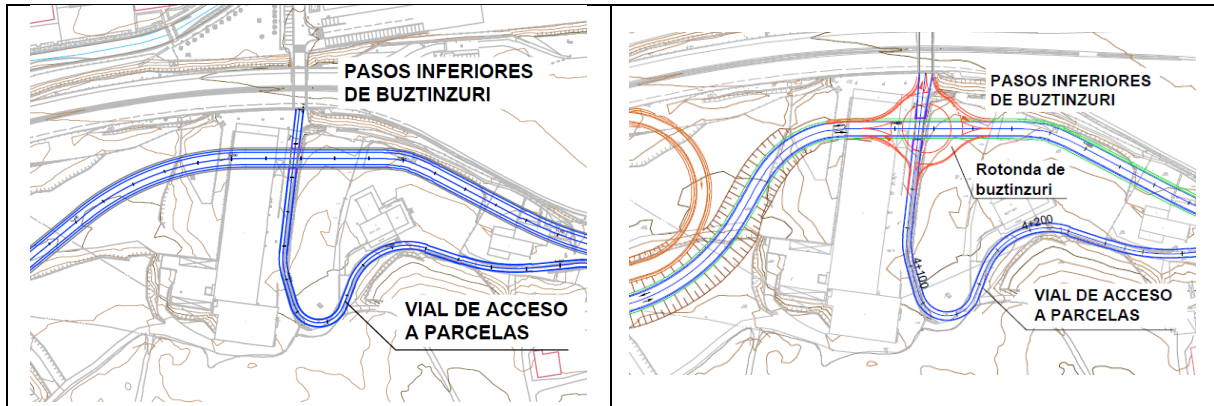 PASOS INFERIORES
DE BUZTINZURI
VIAL DE ACCESO
A PARCELAS
PASOS INFERIORES
DE BUZTINZURI
Rotonda de
buztinzuri
4+200
4+100
VIAL DE ACCESO
A PARCELAS